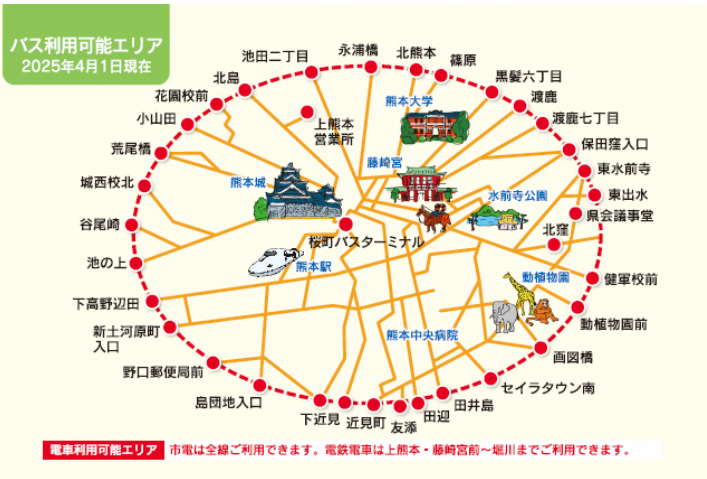 バス利用可能エリア
2025年4月1日現在
池田二丁目
永浦橋
北熊本
篠原
北島
黒髪六丁目
花園校前
熊本大学
渡鹿
小山田
上熊本
営業所
渡鹿七丁目
荒尾橋
藤崎宮
保田窪入口
東水前寺
城西校北
熊本城
水前寺公園
東出水
県会議事堂
谷尾崎
桜町バスターミナル
北窪
池の上
熊本駅
動植物園
健軍校前
下高野辺田
新土河原町
入口
熊本中央病院
動植物園前
画図橋
野口郵便局前
セイラタウン南
島団地入口
田井島
下近見
近見町
友添
田迎
電車利用可能エリア
市電は全線ご利用できます。電鉄電車は上熊本・藤崎宮前〜堀川までご利用できます。